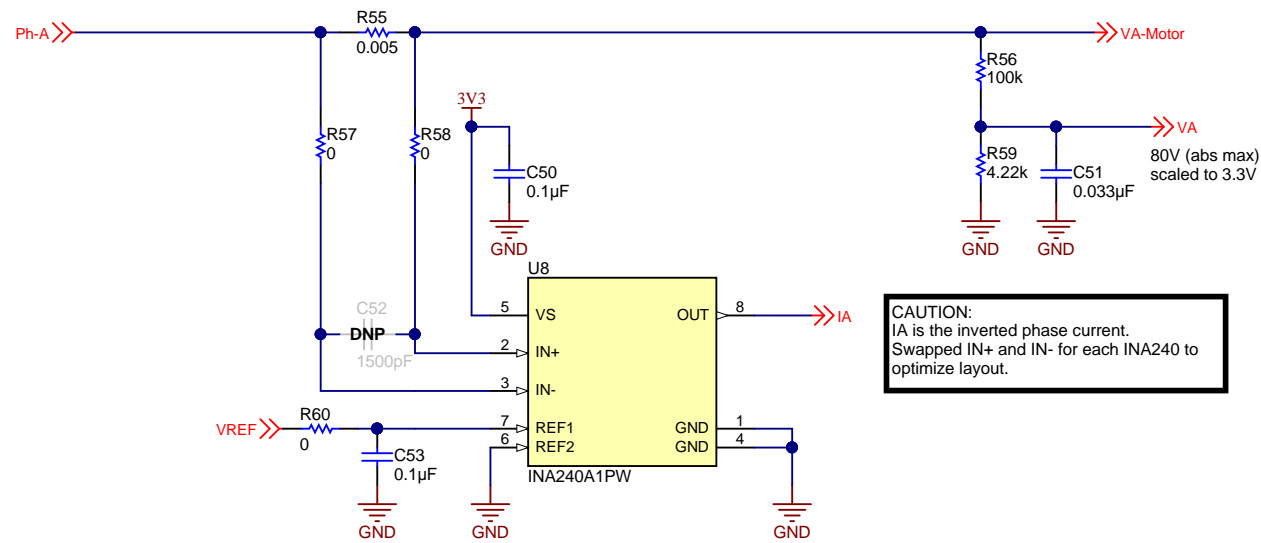 R55
Ph-A
0.005
VA-Motor
R56
100k
3V3
R57
0
R58
0
VA
R59
4.22k
C51
0.033µF
80V (abs max)
scaled to 3.3V
C50
0.1µF
GND
GND
GND
U8
C52
DNP
1500pF
5
VS
OUT
8
IA
CAUTION:
IA is the inverted phase current.
Swapped IN+ and IN- for each INA240 to
optimize layout.
2
IN+
3
IN-
R60
VREF
0
7
REF1
6
REF2
GND
1
GND
4
C53
0.1µF
INA240A1PW
GND
GND
GND